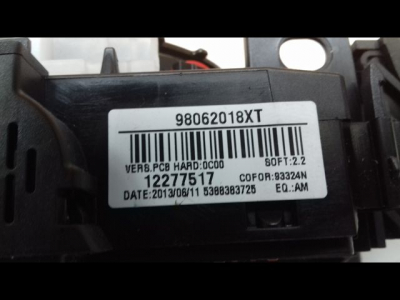 98062018XT
VERS.PCB HARD:0C00 SOFT:2.2
12277517 COFOR:93324N
DATE:2013/06/11 5388383725 EQ.:AM